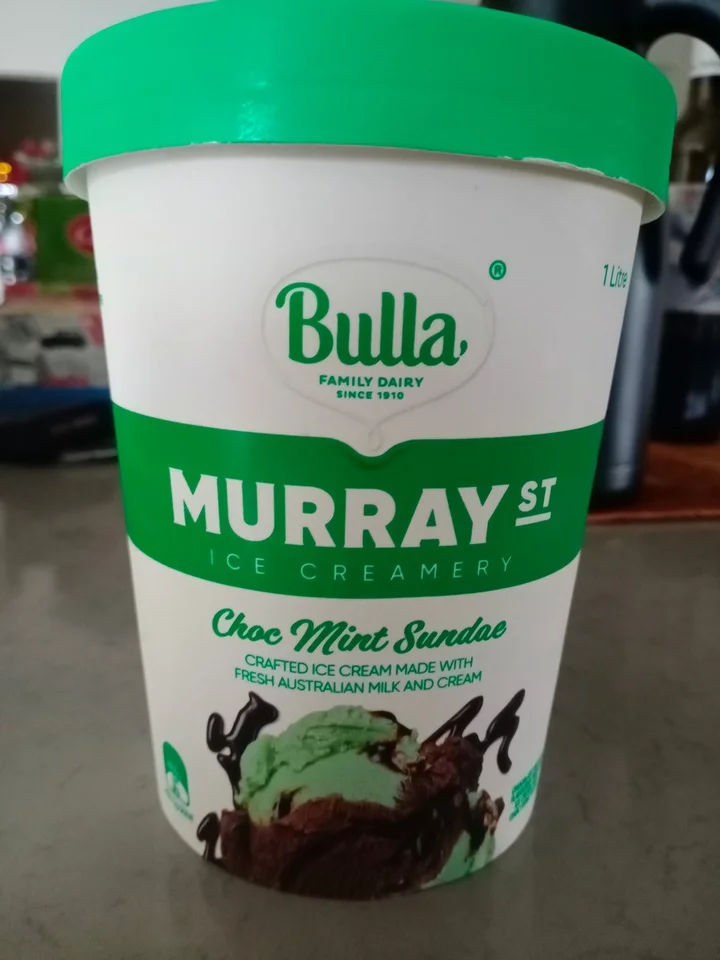 ®
1 Litre
Bulla
FAMILY DAIRY
SINCE 1910
MURRAY ST
ICE CREAMERY
Choc Mint Sundae
CRAFTED ICE CREAM MADE WITH
FRESH AUSTRALIAN MILK AND CREAM